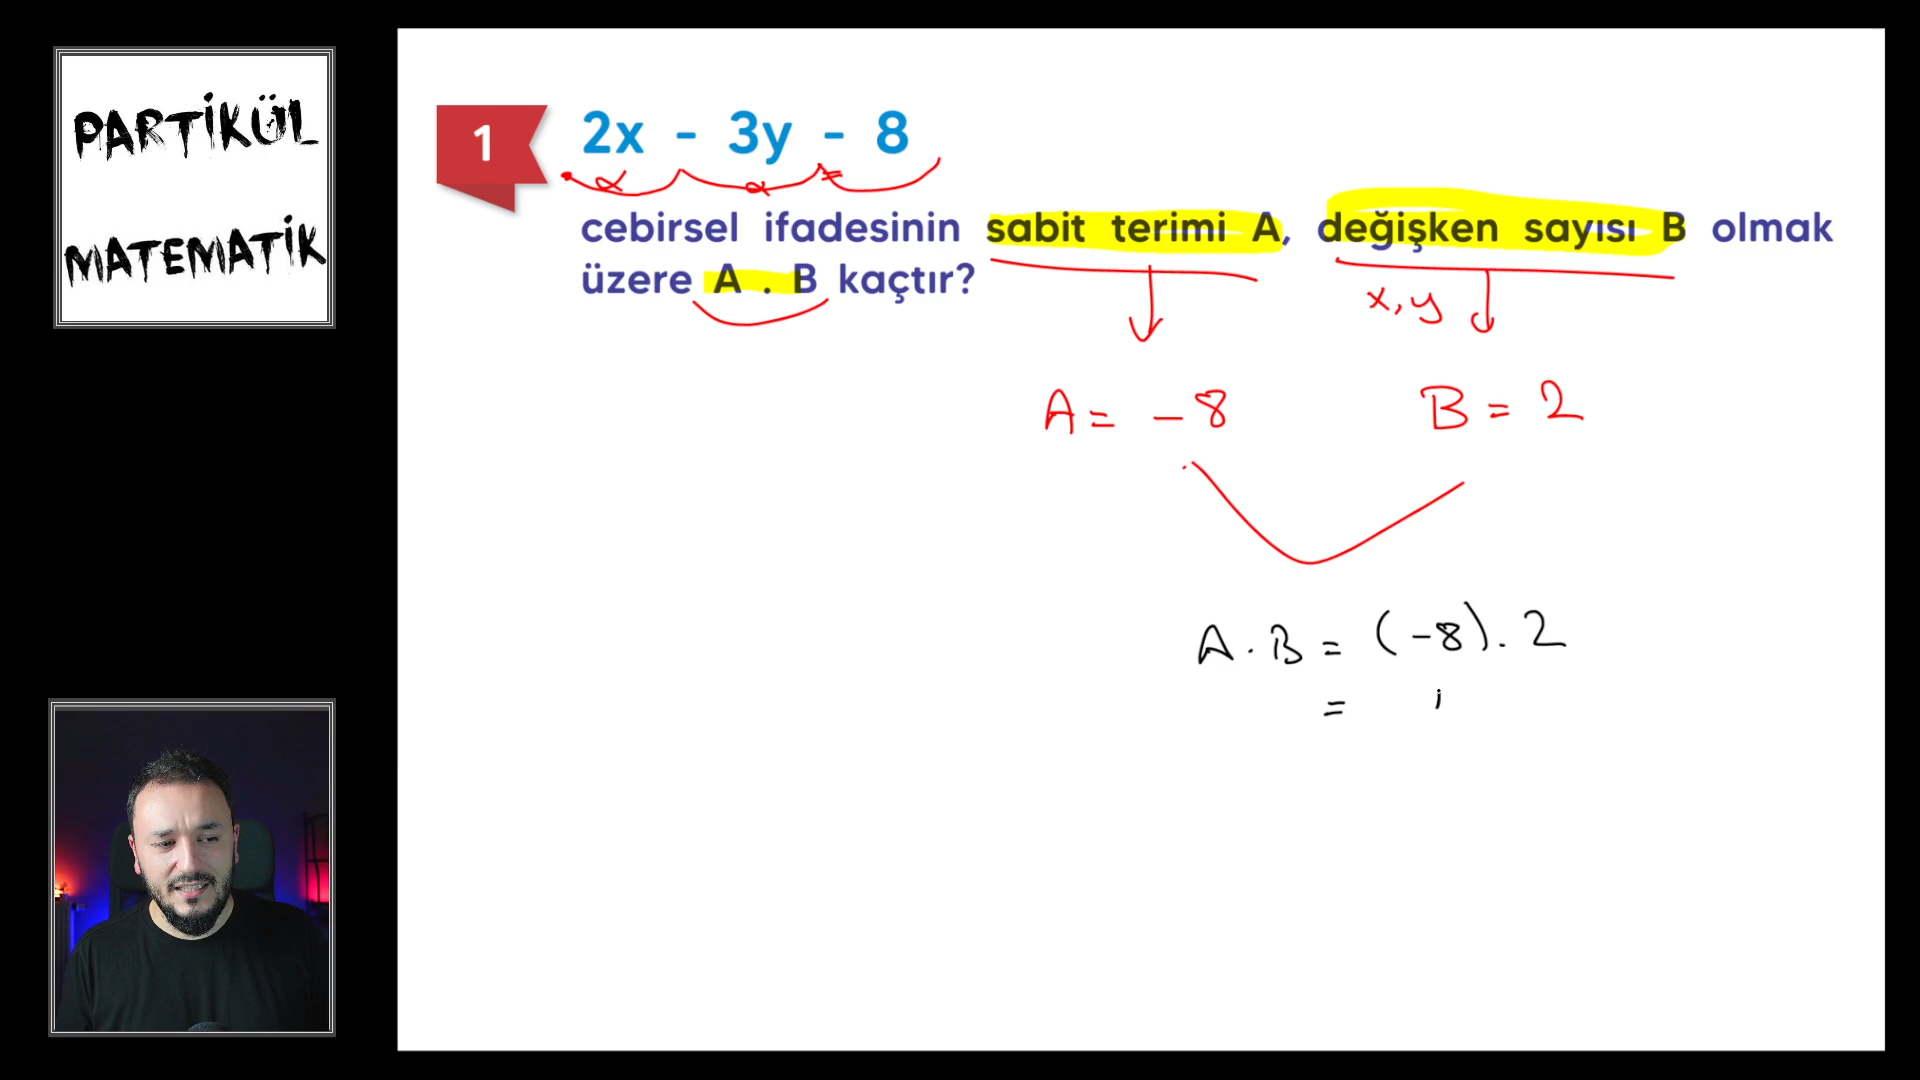 PARTİKÜL
MATEMATİK
1
2x - 3y - 8
cebirsel ifadesinin sabit terimi A, değişken sayısı B olmak
üzere A . B kaçtır?
x, y
A = -8
B = 2
A . B = (-8) . 2
=